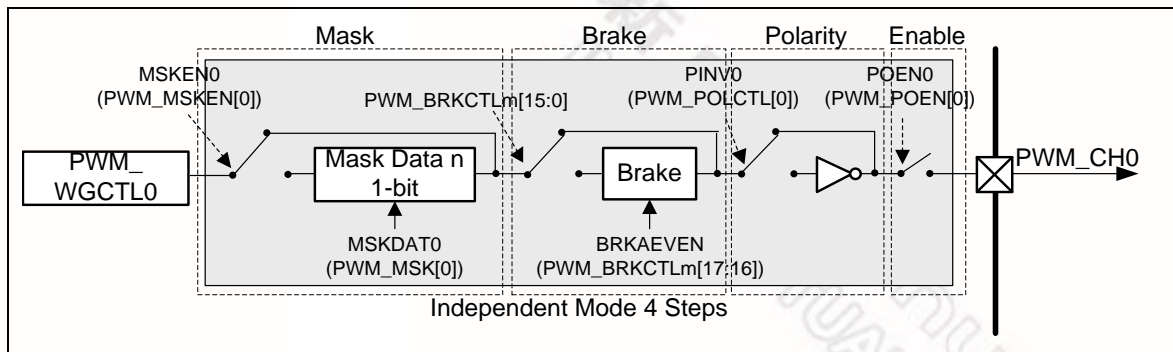 Mask
Brake
Polarity
Enable
MSKEN0
(PWM_MSKEN[0])
PWM_BRKCTLm[15:0]
PINV0
(PWM_POLCTL[0])
POEN0
(PWM_POEN[0])
PWM_
WGCTL0
Mask Data n
1-bit
Brake
PWM_CH0
MSKDAT0
(PWM_MSK[0])
BRKAEVEN
(PWM_BRKCTLm[17:16])
Independent Mode 4 Steps